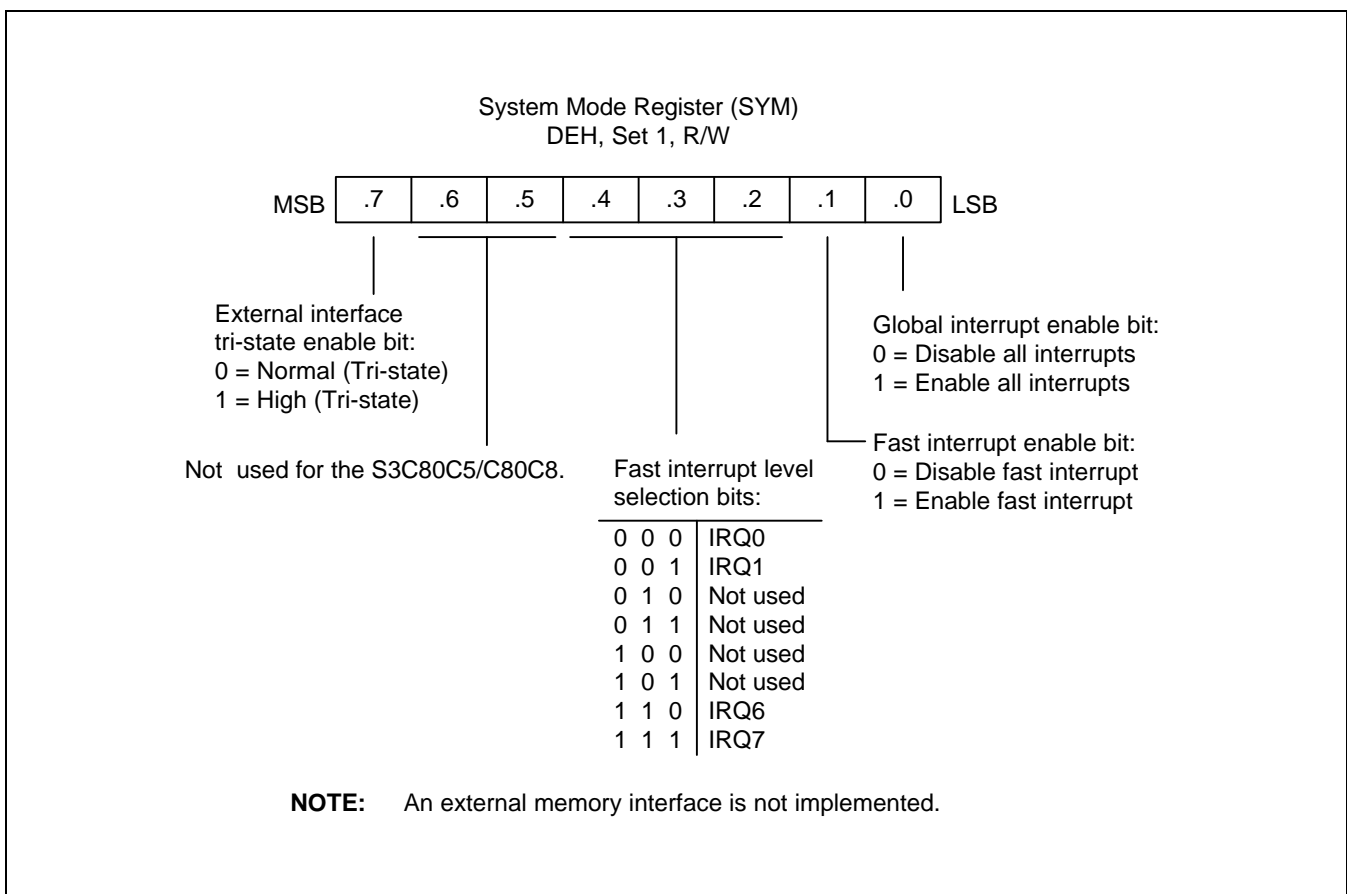 System Mode Register (SYM)
DEH, Set 1, R/W
MSB .7 .6 .5 .4 .3 .2 .1 .0 LSB
External interface
tri-state enable bit:
0 = Normal (Tri-state)
1 = High (Tri-state)
Not used for the S3C80C5/C80C8.
Fast interrupt level
selection bits:
0 0 0 IRQ0
0 0 1 IRQ1
0 1 0 Not used
0 1 1 Not used
1 0 0 Not used
1 0 1 Not used
1 1 0 IRQ6
1 1 1 IRQ7
Global interrupt enable bit:
0 = Disable all interrupts
1 = Enable all interrupts
Fast interrupt enable bit:
0 = Disable fast interrupt
1 = Enable fast interrupt
NOTE: An external memory interface is not implemented.